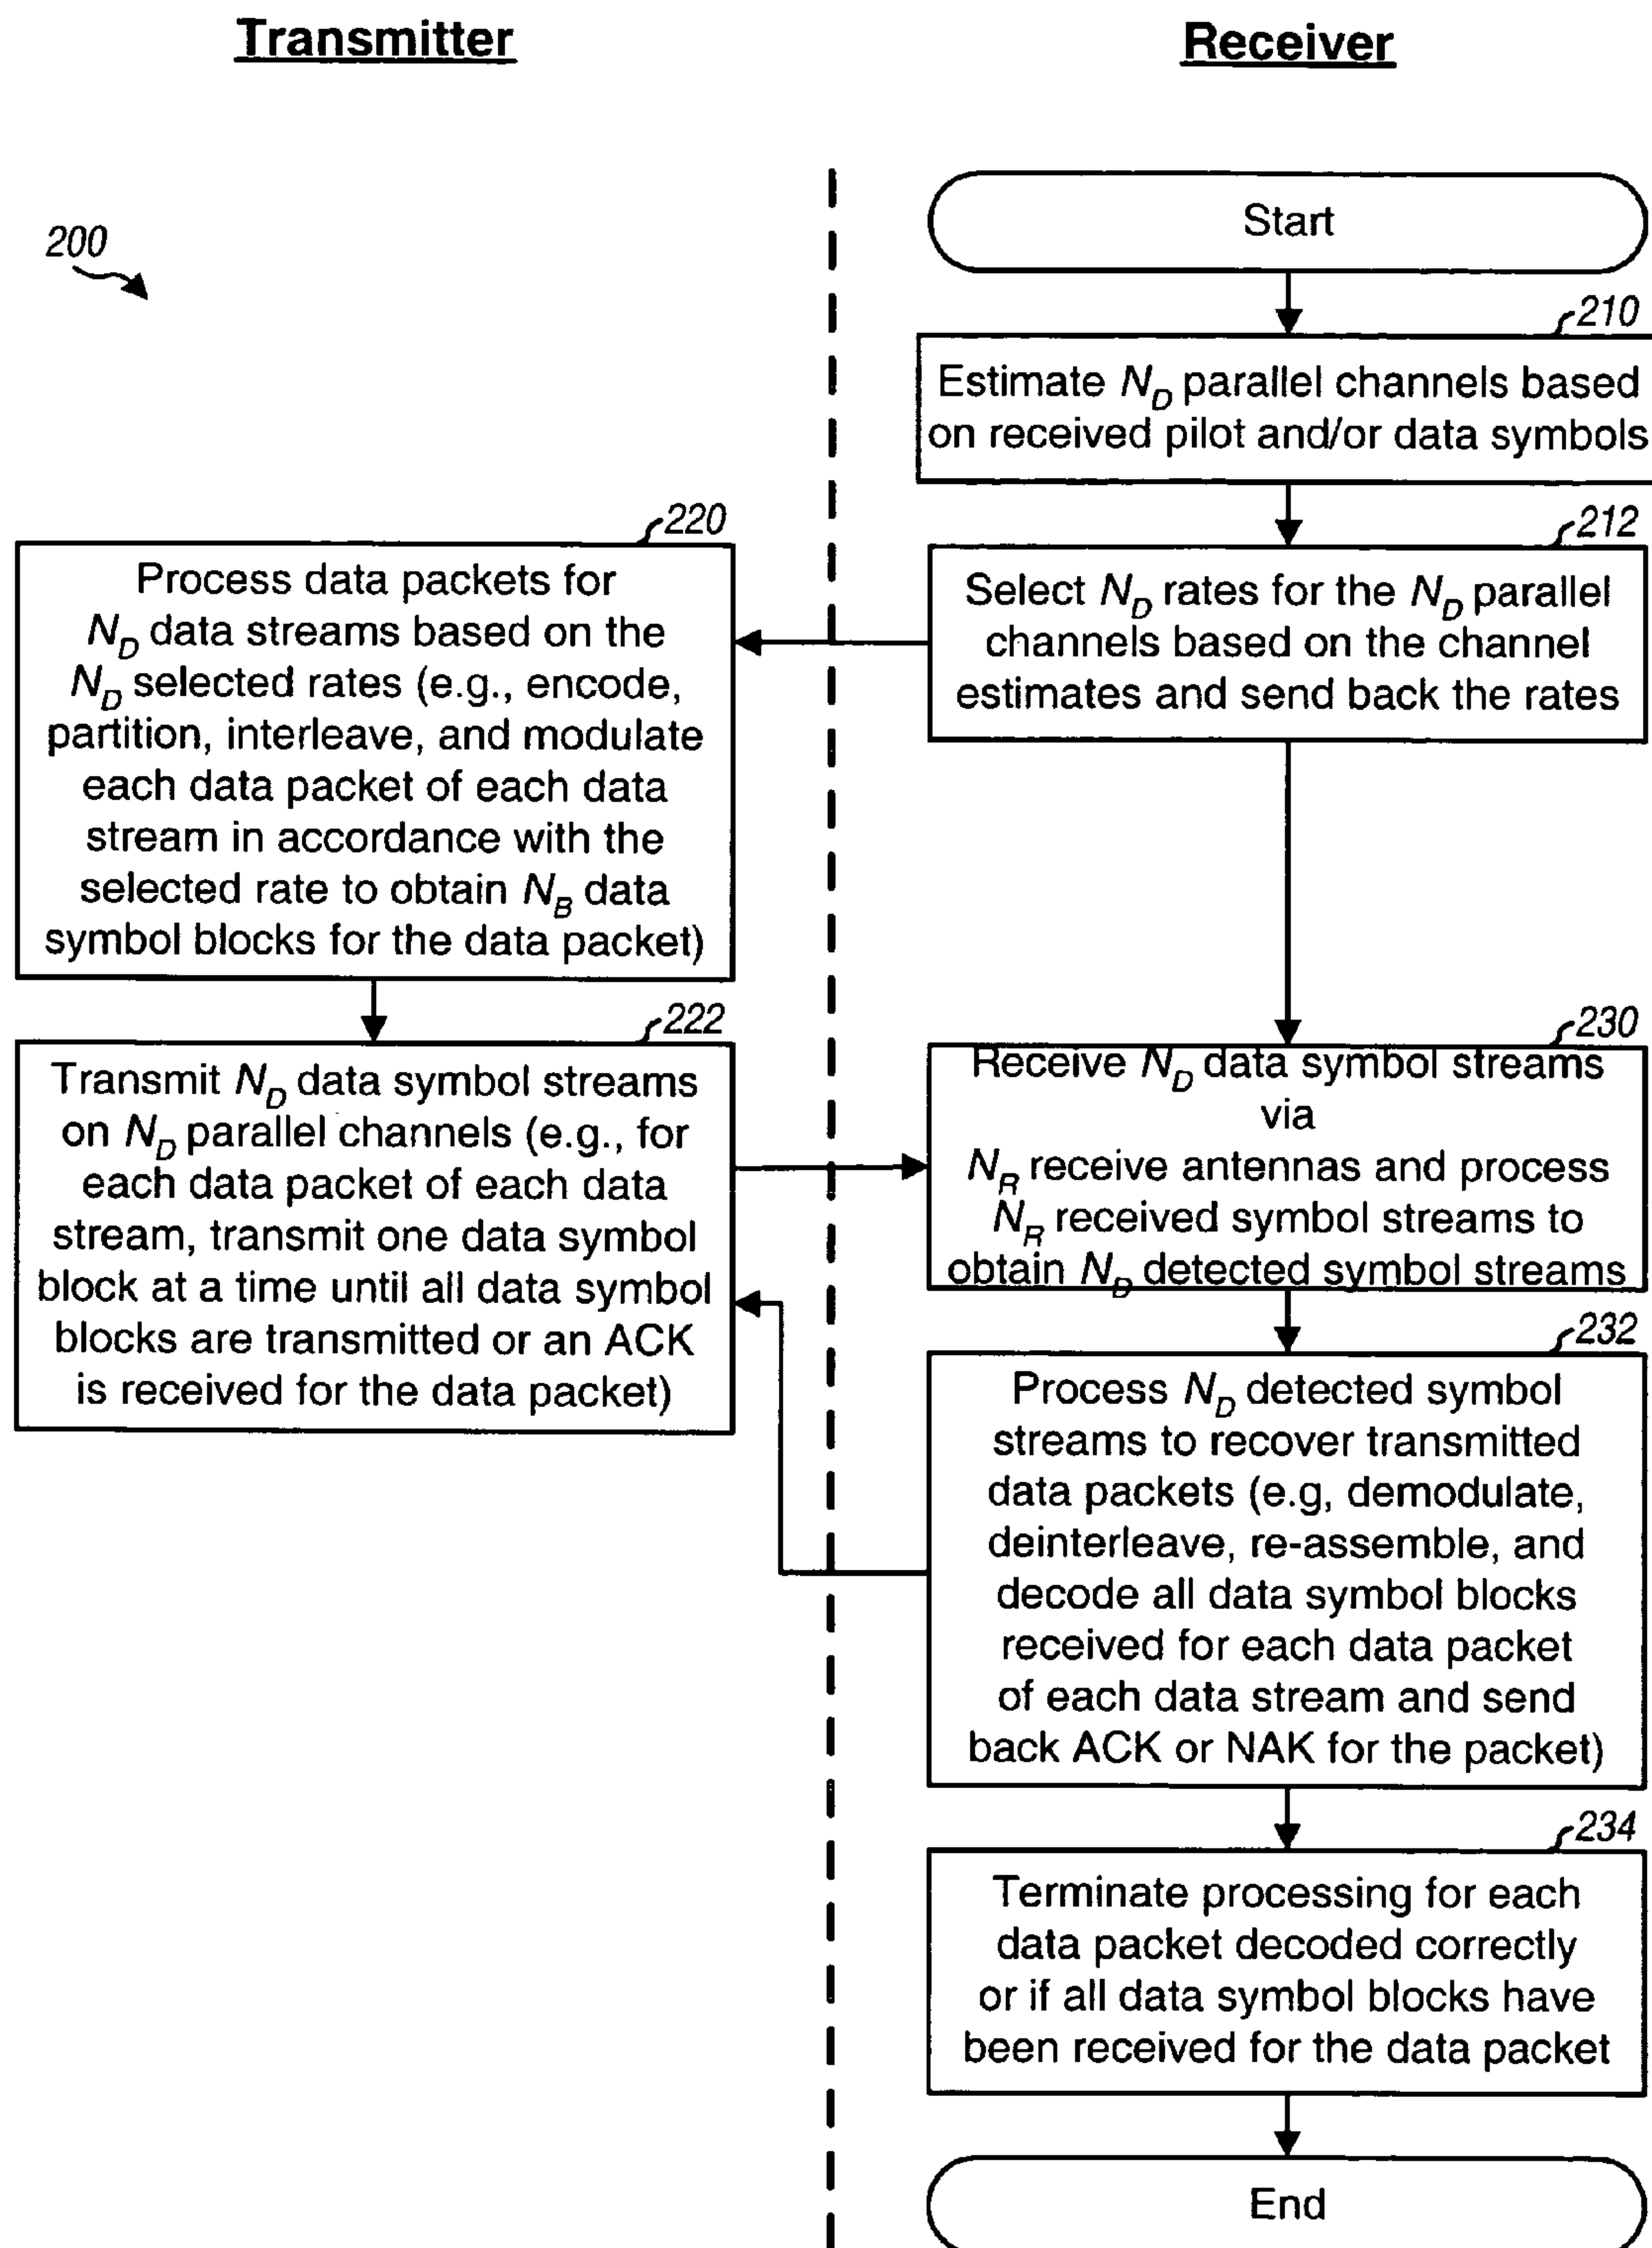 Transmitter
Receiver
200
Start
210
Estimate N_D parallel channels based
on received pilot and/or data symbols
212
Select N_D rates for the N_D parallel
channels based on the channel
estimates and send back the rates
220
Process data packets for
N_D data streams based on the
N_D selected rates (e.g., encode,
partition, interleave, and modulate
each data packet of each data
stream in accordance with the
selected rate to obtain N_B data
symbol blocks for the data packet)
222
Transmit N_D data symbol streams
on N_D parallel channels (e.g., for
each data packet of each data
stream, transmit one data symbol
block at a time until all data symbol
blocks are transmitted or an ACK
is received for the data packet)
230
Receive N_D data symbol streams
via
N_R receive antennas and process
N_R received symbol streams to
obtain N_D detected symbol streams
232
Process N_D detected symbol
streams to recover transmitted
data packets (e.g, demodulate,
deinterleave, re-assemble, and
decode all data symbol blocks
received for each data packet
of each data stream and send
back ACK or NAK for the packet)
234
Terminate processing for each
data packet decoded correctly
or if all data symbol blocks have
been received for the data packet
End